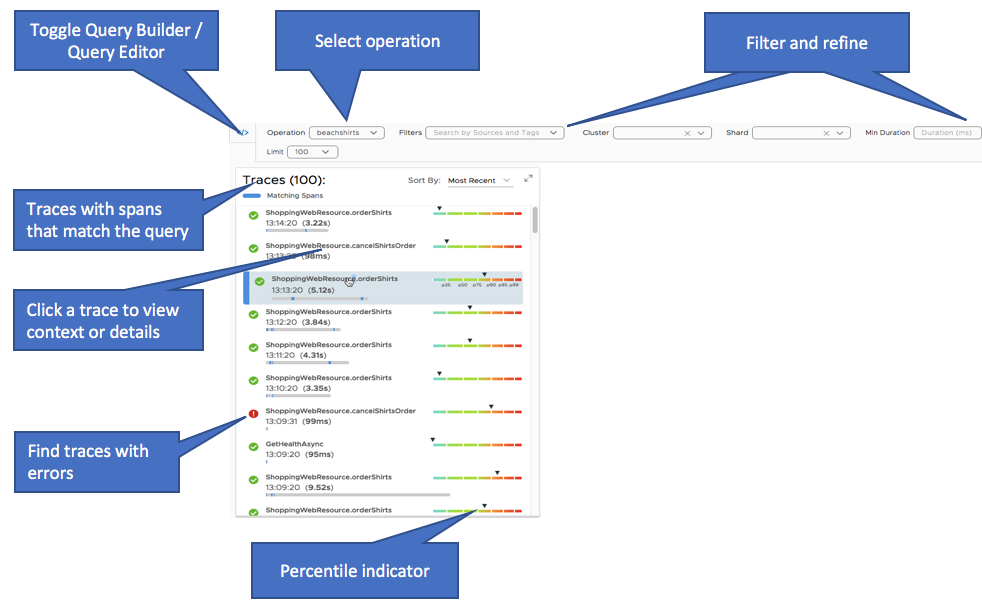 Toggle Query Builder /
Query Editor
Select operation
Filter and refine
</> Operation beachshirts Filters Search by Sources and Tags Cluster Shard Min Duration Duration (ms)
Limit 100
Traces (100):
Sort By: Most Recent
Matching Spans
Traces with spans
that match the query
ShoppingWebResource.orderShirts
13:14:20 (3.22s)
ShoppingWebResource.cancelShirtsOrder
13:13:20 (98ms)
Click a trace to view
context or details
ShoppingWebResource.orderShirts
13:13:20 (5.12s)
p25 p50 p75 p90 p95 p99
ShoppingWebResource.orderShirts
13:12:20 (3.84s)
ShoppingWebResource.orderShirts
13:11:20 (4.31s)
ShoppingWebResource.orderShirts
13:10:20 (3.35s)
ShoppingWebResource.cancelShirtsOrder
13:09:31 (99ms)
Find traces with
errors
GetHealthAsync
13:09:20 (95ms)
ShoppingWebResource.orderShirts
13:09:20 (9.52s)
ShoppingWebResource.orderShirts
Percentile indicator